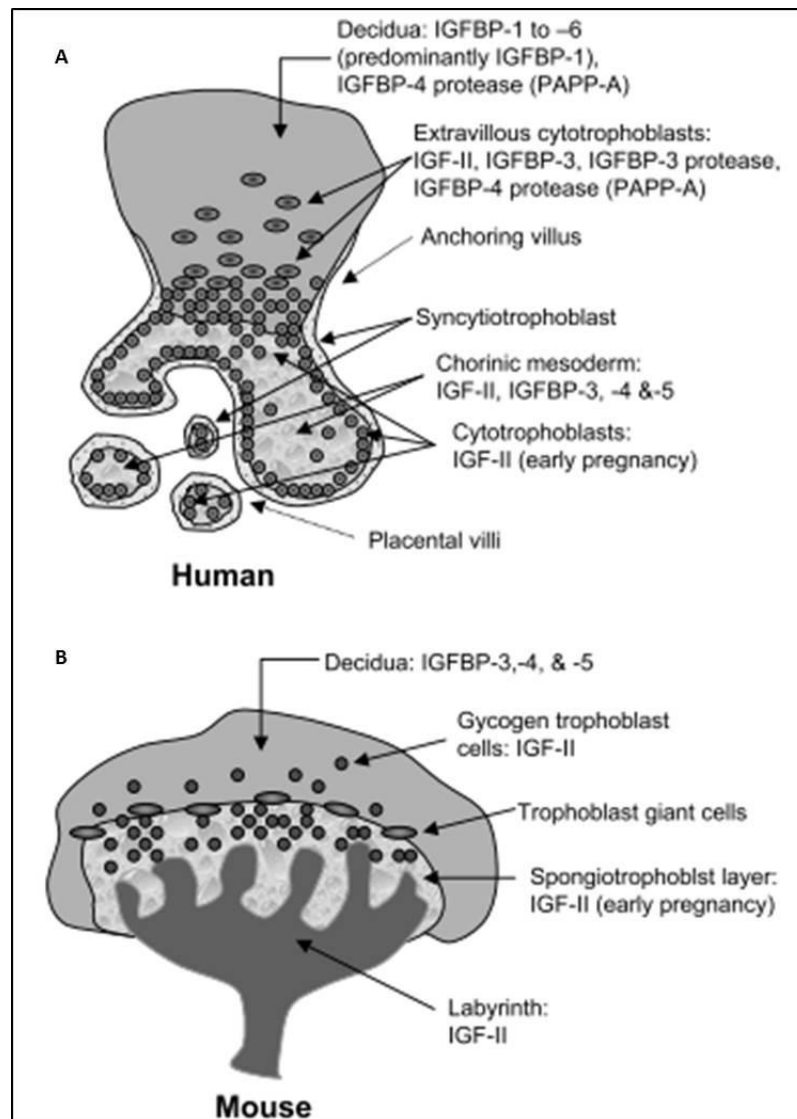 A
Decidua: IGFBP-1 to –6
(predominantly IGFBP-1),
IGFBP-4 protease (PAPP-A)
Extravillous cytotrophoblasts:
IGF-II, IGFBP-3, IGFBP-3 protease,
IGFBP-4 protease (PAPP-A)
Anchoring villus
Syncytiotrophoblast
Chorinic mesoderm:
IGF-II, IGFBP-3, -4 &-5
Cytotrophoblasts:
IGF-II (early pregnancy)
Placental villi
Human
B
Decidua: IGFBP-3,-4, & -5
Gycogen trophoblast
cells: IGF-II
Trophoblast giant cells
Spongiotrophoblst layer:
IGF-II (early pregnancy)
Labyrinth:
IGF-II
Mouse